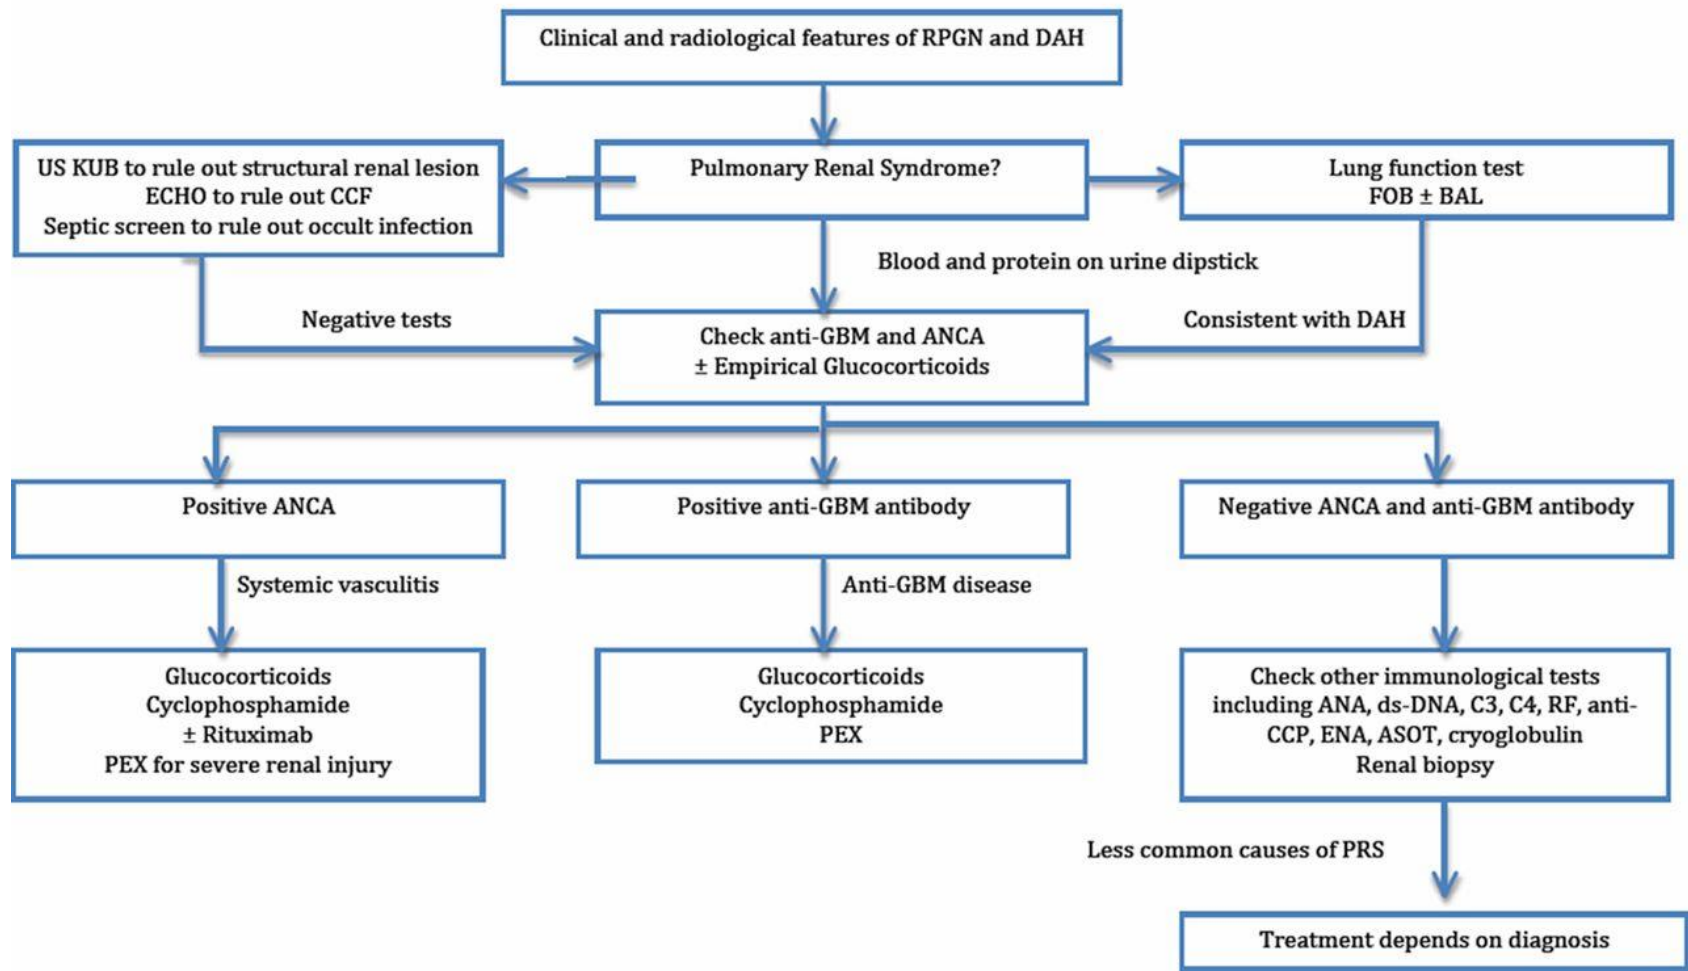 Clinical and radiological features of RPGN and DAH
US KUB to rule out structural renal lesion
ECHO to rule out CCF
Septic screen to rule out occult infection
Pulmonary Renal Syndrome?
Lung function test
FOB ± BAL
Blood and protein on urine dipstick
Negative tests
Consistent with DAH
Check anti-GBM and ANCA
± Empirical Glucocorticoids
Positive ANCA
Positive anti-GBM antibody
Negative ANCA and anti-GBM antibody
Systemic vasculitis
Anti-GBM disease
Glucocorticoids
Cyclophosphamide
± Rituximab
PEX for severe renal injury
Glucocorticoids
Cyclophosphamide
PEX
Check other immunological tests
including ANA, ds-DNA, C3, C4, RF, anti-
CCP, ENA, ASOT, cryoglobulin
Renal biopsy
Less common causes of PRS
Treatment depends on diagnosis